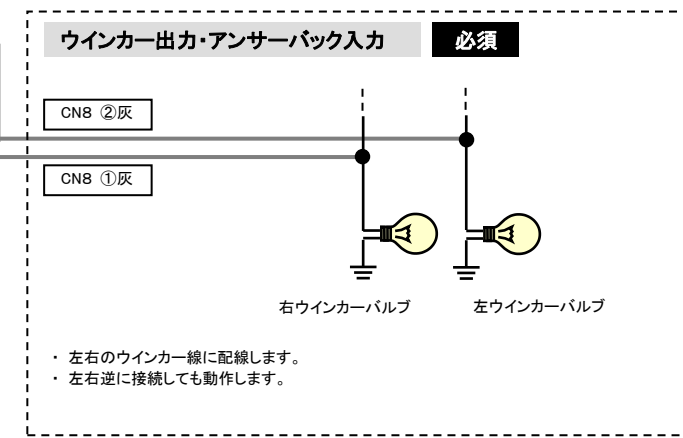 ウインカー出力・アンサーバック入力 必須
CN8 ②灰
CN8 ①灰
右ウインカーバルブ 左ウインカーバルブ
・ 左右のウインカー線に配線します。
・ 左右逆に接続しても動作します。